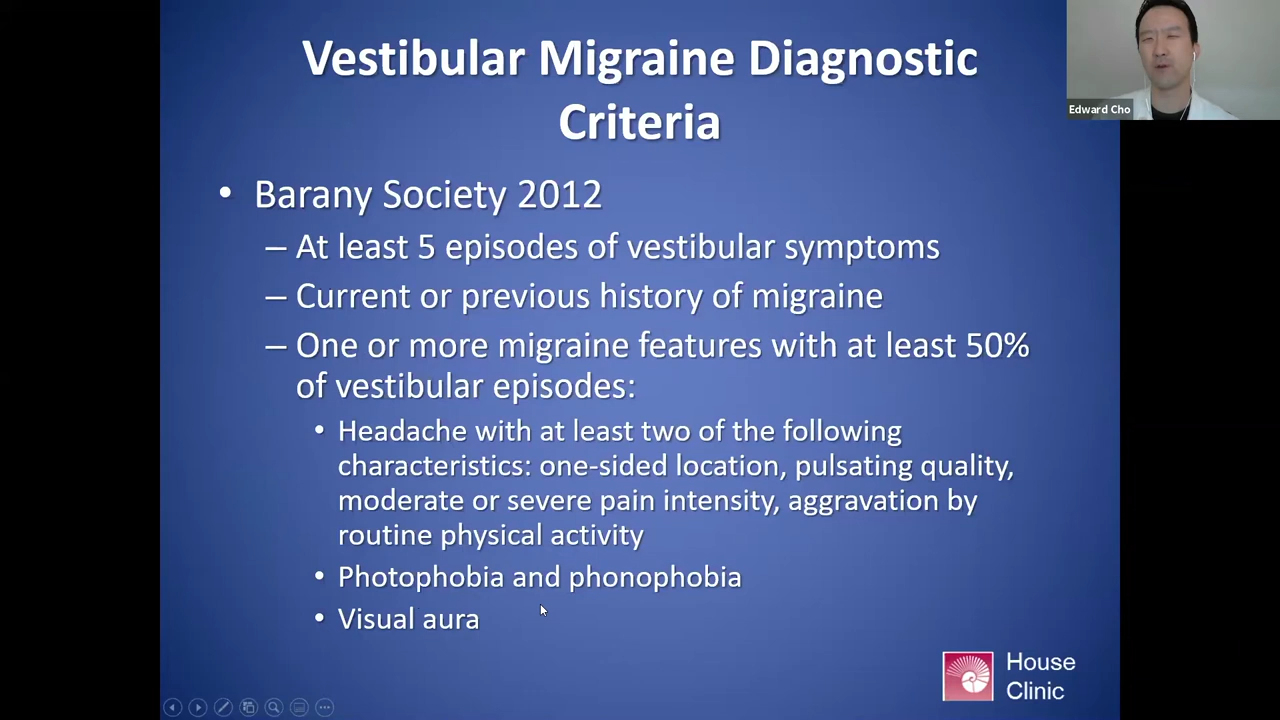 Vestibular Migraine Diagnostic
Criteria
Edward Cho
• Barany Society 2012
– At least 5 episodes of vestibular symptoms
– Current or previous history of migraine
– One or more migraine features with at least 50%
of vestibular episodes:
• Headache with at least two of the following
characteristics: one-sided location, pulsating quality,
moderate or severe pain intensity, aggravation by
routine physical activity
• Photophobia and phonophobia
• Visual aura
House
Clinic